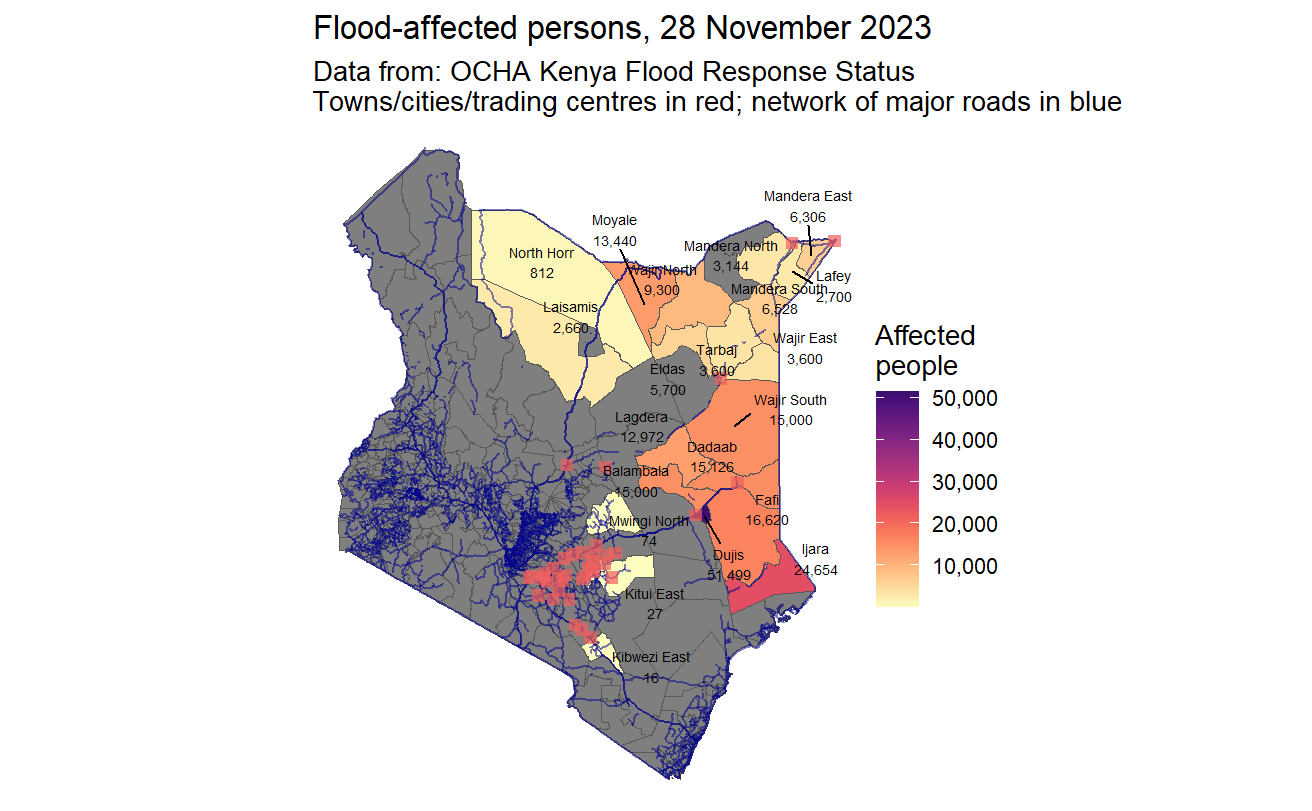 Flood-affected persons, 28 November 2023
Data from: OCHA Kenya Flood Response Status
Towns/cities/trading centres in red; network of major roads in blue
Mandera East
6,306
Moyale
13,440
Mandera North
3,144
North Horr
812
Wajir North
9,300
Lafey
2,700
Mandera South
6,528
Laisamis
2,660
Wajir East
3,600
Tarbaj
3,600
Eldas
5,700
Wajir South
15,000
Lagdera
12,972
Dadaab
15,126
Balambala
15,000
Fafi
16,620
Mwingi North
74
Dujis
51,499
Ijara
24,654
Kitui East
27
Kibwezi East
16
Affected
people
50,000
40,000
30,000
20,000
10,000